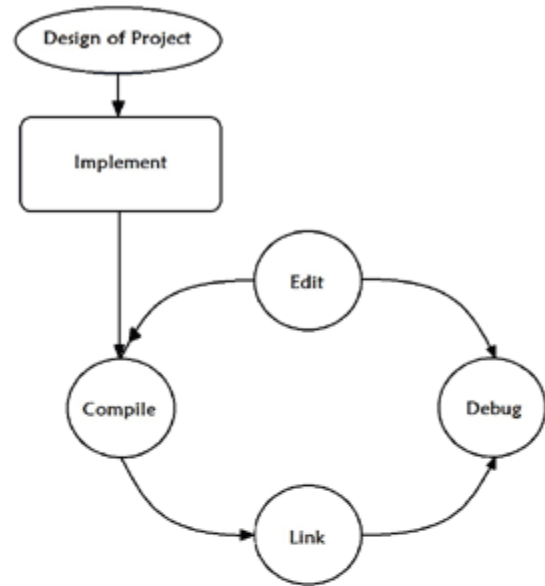 Design of Project
Implement
Edit
Compile
Debug
Link